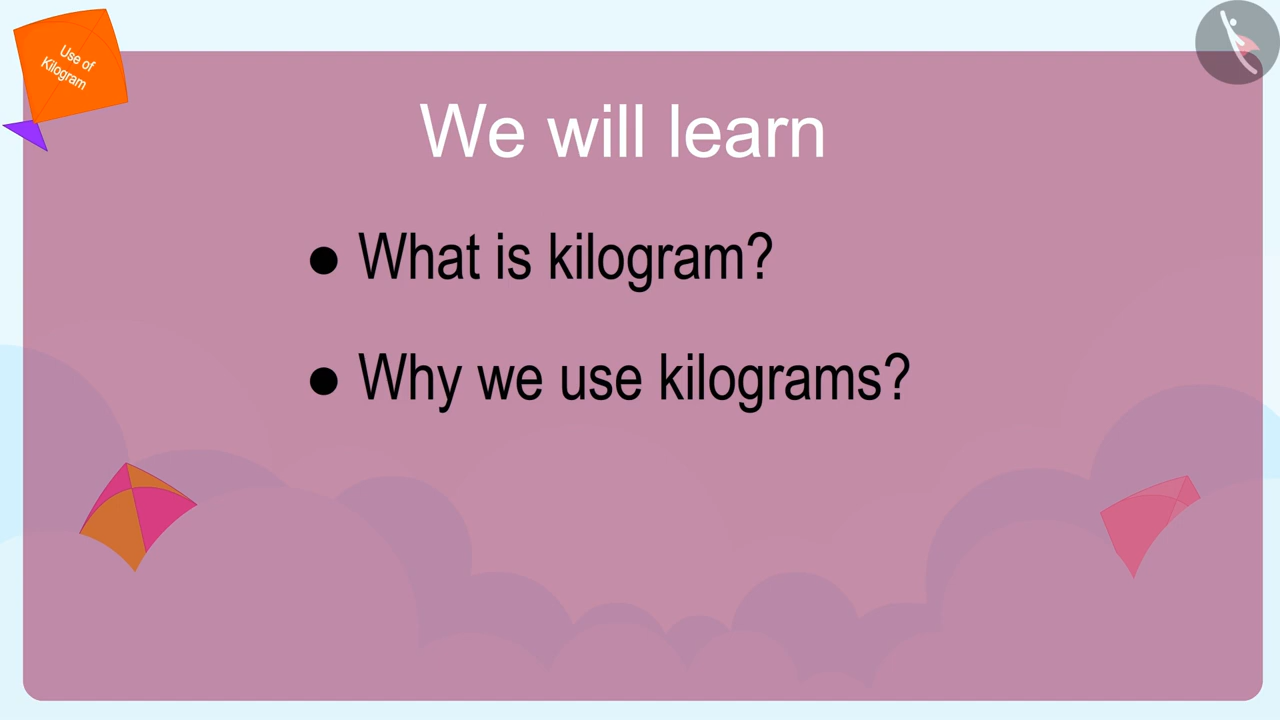 Use of
Kilogram
We will learn
● What is kilogram?
● Why we use kilograms?